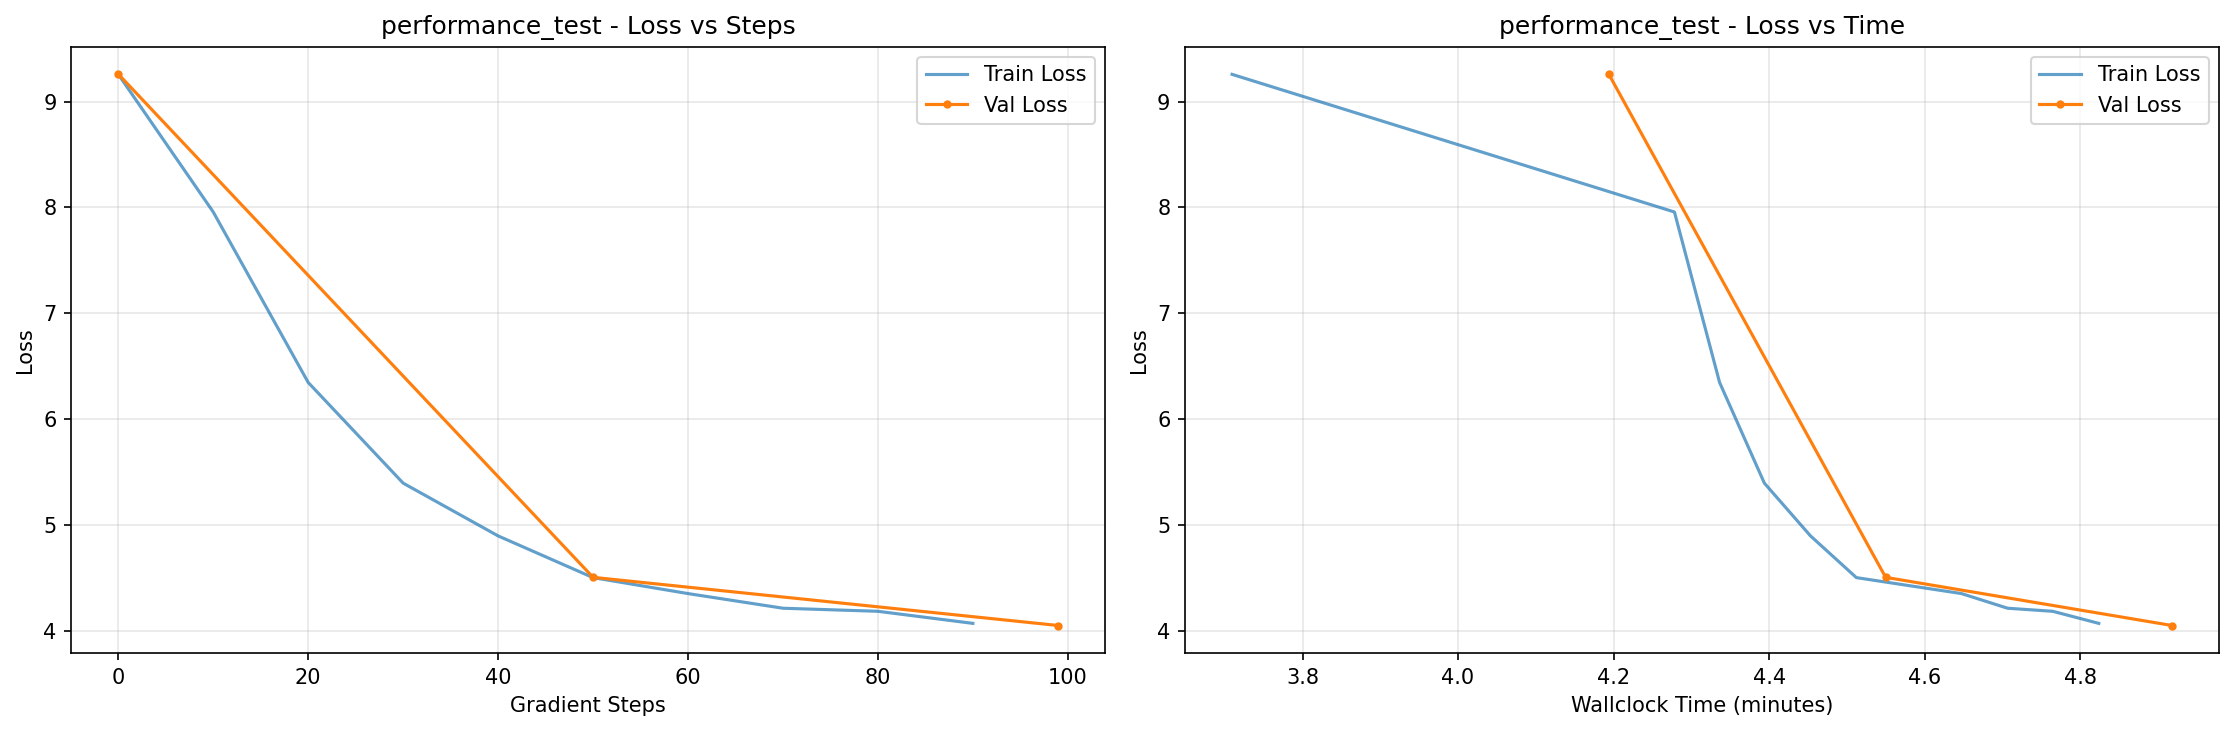 performance_test - Loss vs Steps
Train Loss
Val Loss
9
8
7
6
5
4
Loss
0
20
40
60
80
100
Gradient Steps
performance_test - Loss vs Time
Train Loss
Val Loss
9
8
7
6
5
4
Loss
3.8
4.0
4.2
4.4
4.6
4.8
Wallclock Time (minutes)